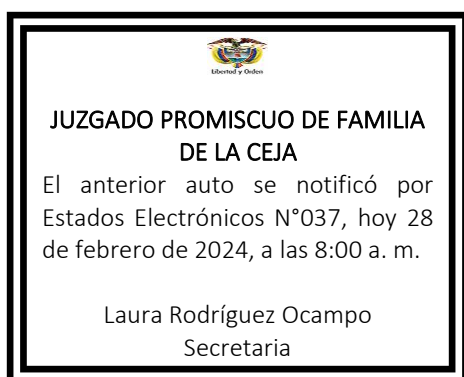 Libertad y Orden
JUZGADO PROMISCUO DE FAMILIA
DE LA CEJA
El anterior auto se notificó por
Estados Electrónicos N°037, hoy 28
de febrero de 2024, a las 8:00 a. m.
Laura Rodríguez Ocampo
Secretaria